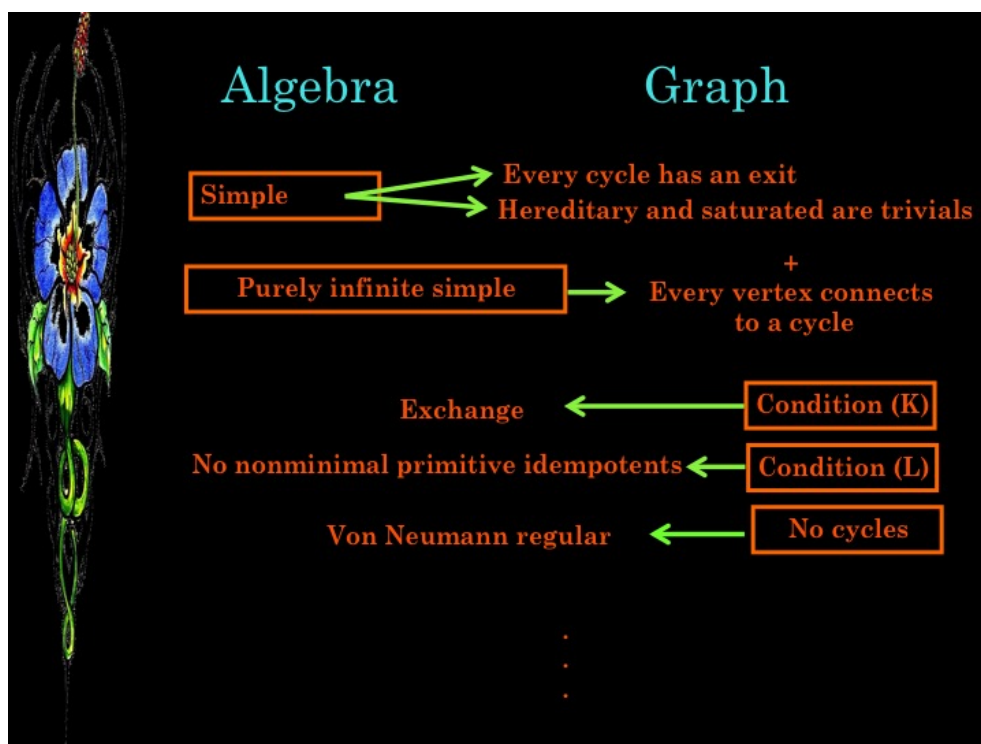 Algebra Graph
Simple
Every cycle has an exit
Hereditary and saturated are trivials
+
Purely infinite simple
Every vertex connects
to a cycle
Exchange
Condition (K)
No nonminimal primitive idempotents
Condition (L)
Von Neumann regular
No cycles
.
.
.